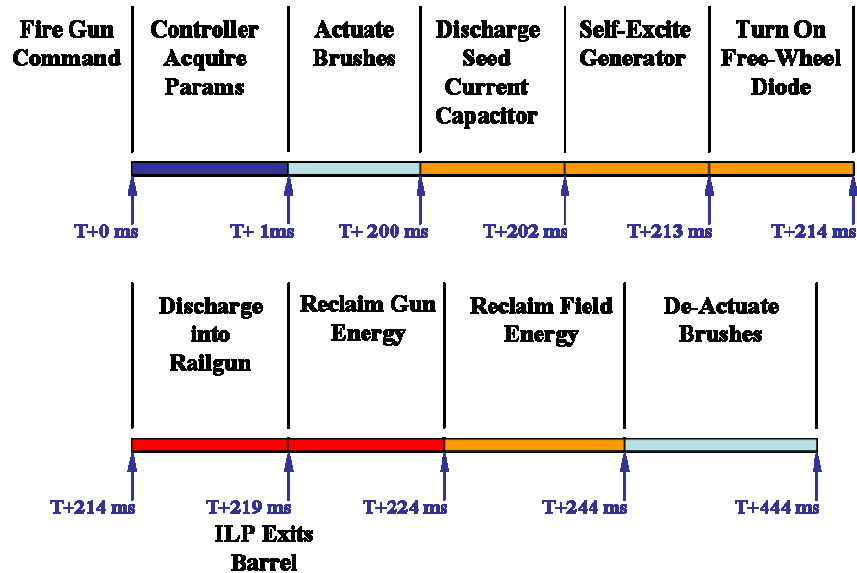 Fire Gun
Command
Controller
Acquire
Params
Actuate
Brushes
Discharge
Seed
Current
Capacitor
Self-Excite
Generator
Turn On
Free-Wheel
Diode
T+0 ms
T+ 1ms
T+ 200 ms
T+202 ms
T+213 ms
T+214 ms
Discharge
into
Railgun
Reclaim Gun
Energy
Reclaim Field
Energy
De-Actuate
Brushes
T+214 ms
T+219 ms
T+224 ms
T+244 ms
T+444 ms
ILP Exits
Barrel